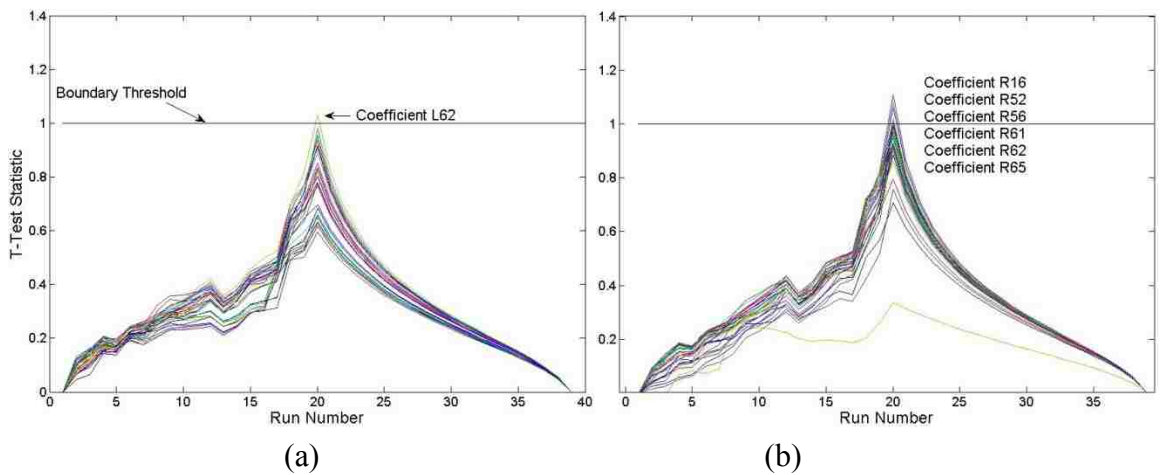 1.4
1.2
1
0.8
0.6
0.4
0.2
0
T-Test Statistic
Boundary Threshold
Coefficient L62
0 5 10 15 20 25 30 35 40
Run Number
(a)
1.4
1.2
1
0.8
0.6
0.4
0.2
Coefficient R16
Coefficient R52
Coefficient R56
Coefficient R61
Coefficient R62
Coefficient R65
0 5 10 15 20 25 30 35
Run Number
(b)